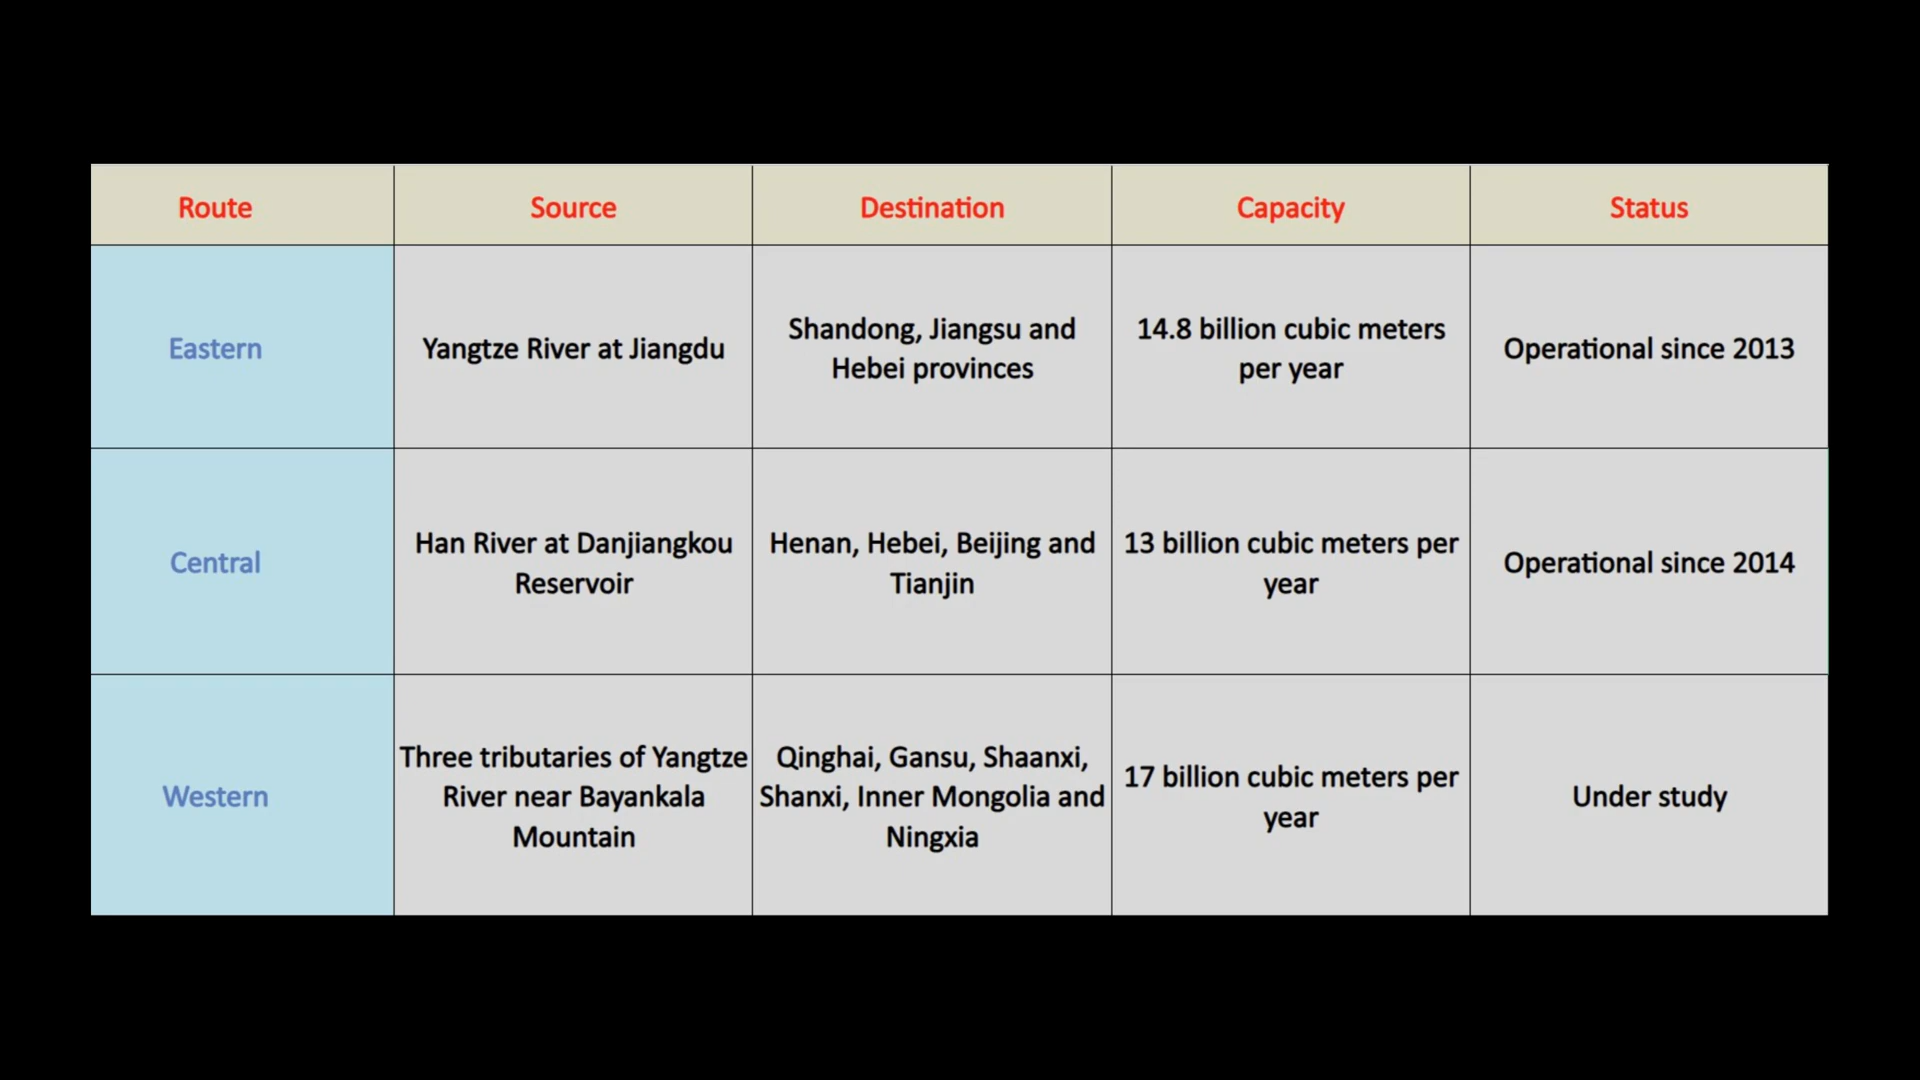 Route
Source
Destination
Capacity
Status
Eastern
Yangtze River at Jiangdu
Shandong, Jiangsu and
Hebei provinces
14.8 billion cubic meters
per year
Operational since 2013
Central
Han River at Danjiangkou
Reservoir
Henan, Hebei, Beijing and
Tianjin
13 billion cubic meters per
year
Operational since 2014
Western
Three tributaries of Yangtze
River near Bayankala
Mountain
Qinghai, Gansu, Shaanxi,
Shanxi, Inner Mongolia and
Ningxia
17 billion cubic meters per
year
Under study